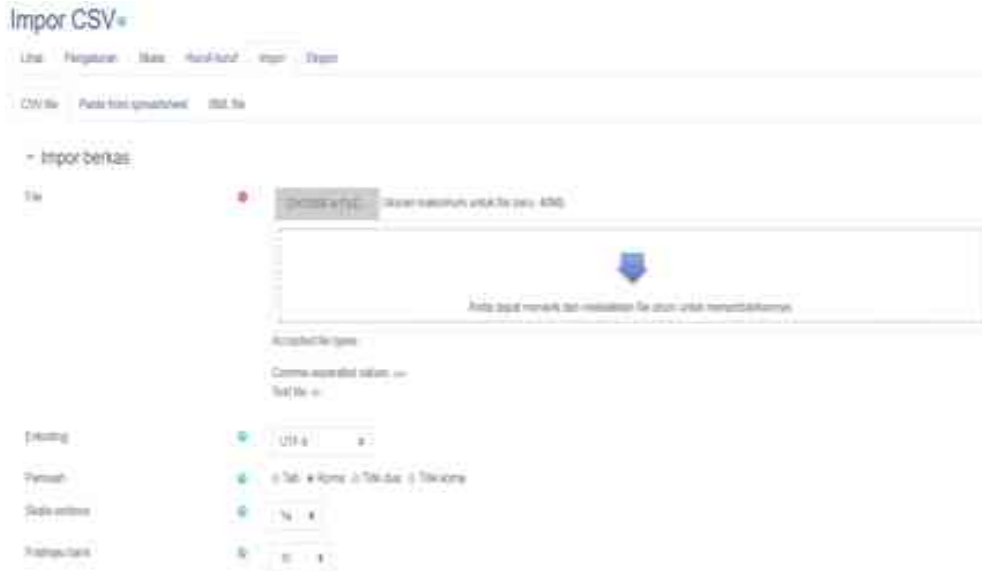 Impor CSV
Lihat Pengaturan Skala Huruf-huruf Impor Ekspor
CSV file Paste from spreadsheet XML file
Impor berkas
File
CHOOSE A FILE... Ukuran maksimum untuk file baru:
Anda dapat menarik dan meletakkan file disini untuk menambahkannya
Accepted file types:
Comma-separated values .csv
Text file
Encoding
UTF-8
Pemisah
Tab Koma Titik dua Titik koma